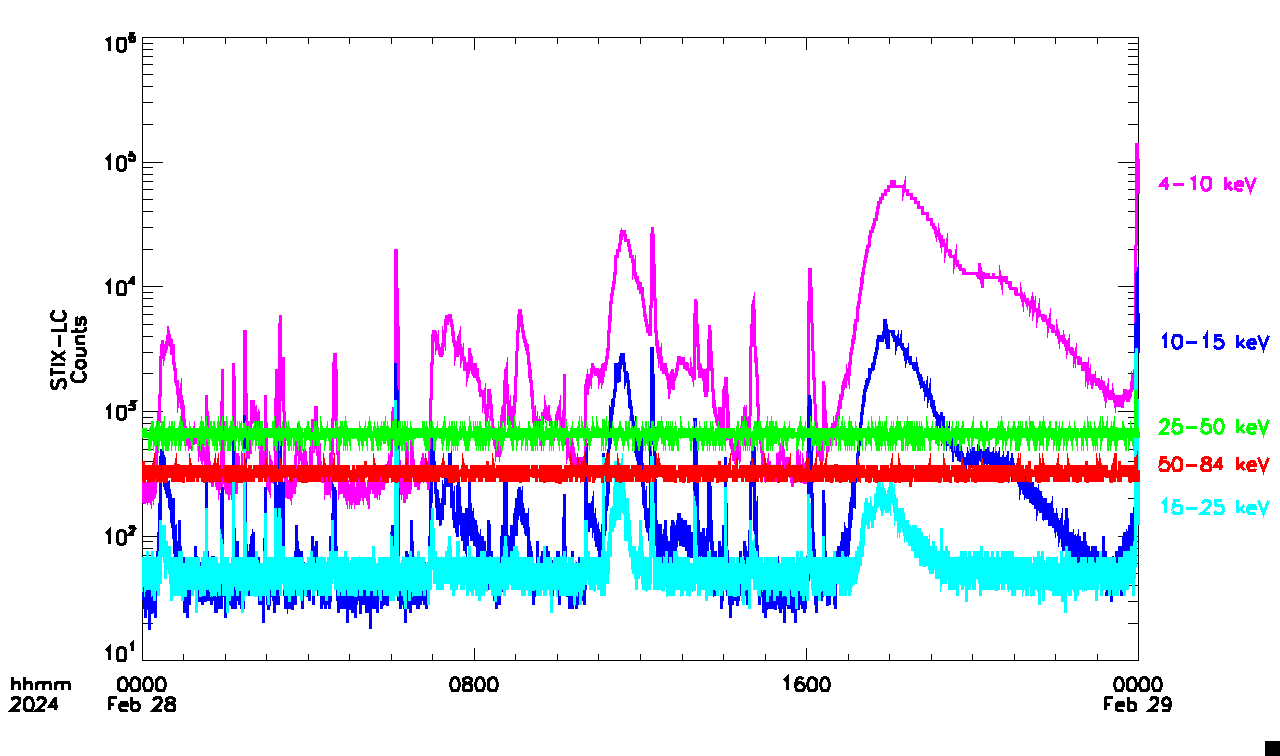 10⁶
10⁵
10⁴
10³
10²
10¹
STIX-LC
Counts
4-10 keV
10-15 keV
25-50 keV
50-84 keV
15-25 keV
hhmm 0000 0800 1600 0000
2024 Feb 28 Feb 29